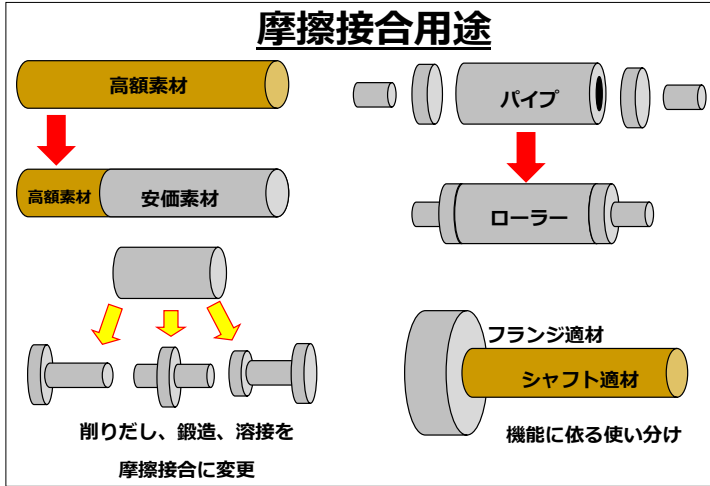 摩擦接合用途
高額素材
高額素材
安価素材
削りだし、鍛造、溶接を
摩擦接合に変更
パイプ
ローラー
フランジ適材
シャフト適材
機能に依る使い分け